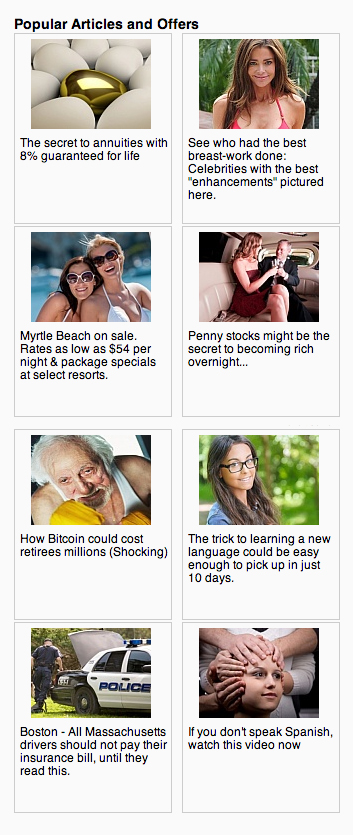 Popular Articles and Offers
The secret to annuities with
8% guaranteed for life
See who had the best
breast-work done:
Celebrities with the best
"enhancements" pictured
here.
Myrtle Beach on sale.
Rates as low as $54 per
night & package specials
at select resorts.
Penny stocks might be the
secret to becoming rich
overnight...
How Bitcoin could cost
retirees millions (Shocking)
The trick to learning a new
language could be easy
enough to pick up in just
10 days.
POLICE
Boston - All Massachusetts
drivers should not pay their
insurance bill, until they
read this.
If you don't speak Spanish,
watch this video now